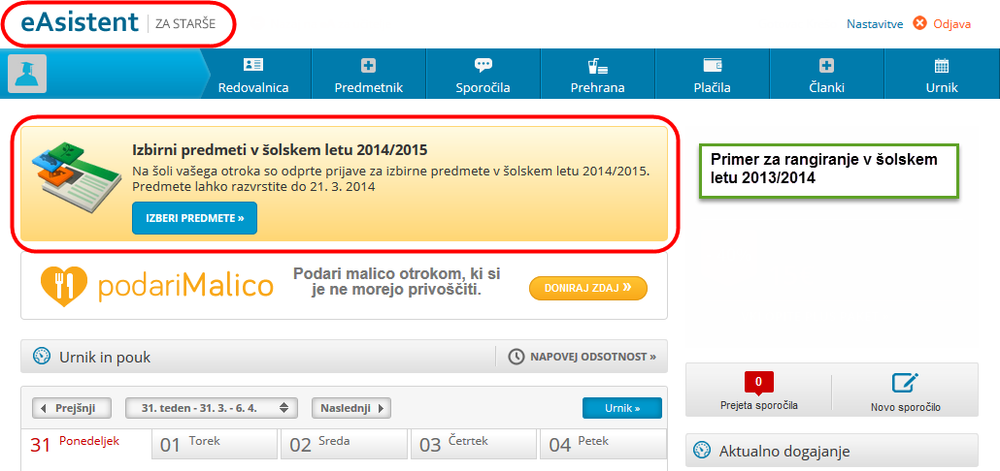 eAsistent ZA STARŠE
Nastavitve Odjava
Redovalnica Predmetnik Sporočila Prehrana Plačila Članki Urnik
Izbirni predmeti v šolskem letu 2014/2015
Na šoli vašega otroka so odprte prijave za izbirne predmete v šolskem letu 2014/2015.
Predmete lahko razvrstite do 21. 3. 2014
IZBERI PREDMETE »
Primer za rangiranje v šolskem
letu 2013/2014
podariMalico
Podari malico otrokom, ki si
je ne morejo privoščiti.
DONIRAJ ZDAJ »
Urnik in pouk
NAPOVEJ ODSOTNOST »
Prejšnji
31. teden - 31. 3. - 6. 4.
Naslednji
Urnik »
31 Ponedeljek
01 Torek
02 Sreda
03 Četrtek
04 Petek
0
Prejeta sporočila
Novo sporočilo
Aktualno dogajanje